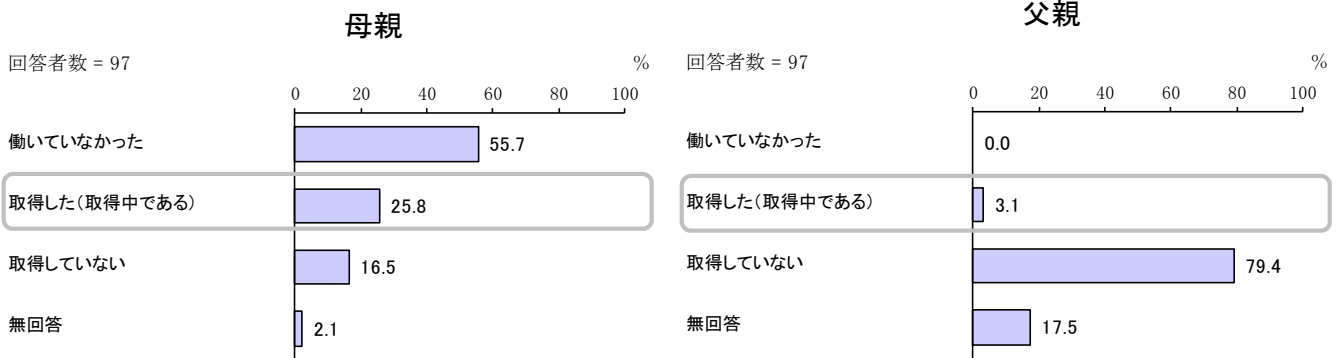 母親
回答者数 = 97 %
0 20 40 60 80 100
働いていなかった 55.7
取得した（取得中である） 25.8
取得していない 16.5
無回答 2.1
父親
回答者数 = 97 %
0 20 40 60 80 100
働いていなかった 0.0
取得した（取得中である） 3.1
取得していない 79.4
無回答 17.5